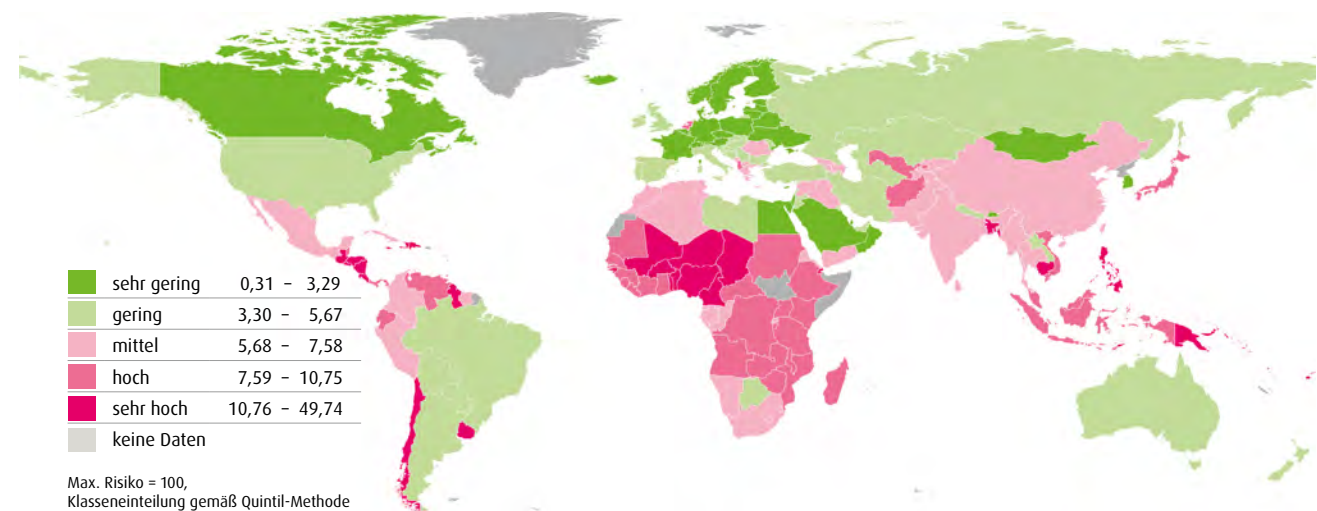 sehr gering 0,31 – 3,29
gering 3,30 – 5,67
mittel 5,68 – 7,58
hoch 7,59 – 10,75
sehr hoch 10,76 – 49,74
keine Daten
Max. Risiko = 100,
Klasseneinteilung gemäß Quintil-Methode